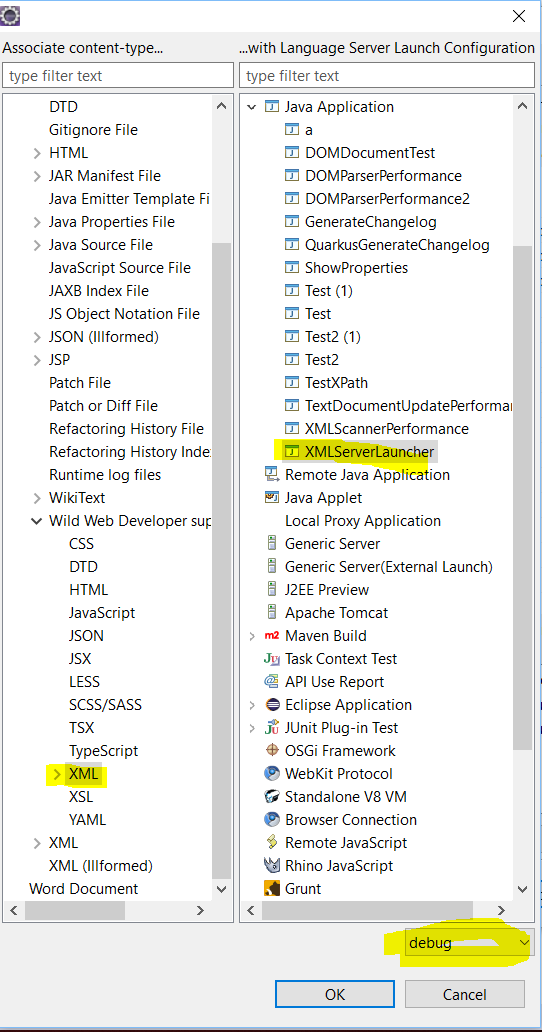 Associate content-type...
...with Language Server Launch Configuration
type filter text
type filter text
DTD
Gitignore File
HTML
JAR Manifest File
Java Emitter Template Fi
Java Properties File
Java Source File
JavaScript Source File
JAXB Index File
JS Object Notation File
JSON (Illformed)
JSP
Patch File
Patch or Diff File
Refactoring History File
Refactoring History Inde
Runtime log files
WikiText
Wild Web Developer sup
CSS
DTD
HTML
JavaScript
JSON
JSX
LESS
SCSS/SASS
TSX
TypeScript
XML
XSL
YAML
XML
XML (Illformed)
Word Document
Java Application
a
DOMDocumentTest
DOMParserPerformance
DOMParserPerformance2
GenerateChangelog
QuarkusGenerateChangelog
ShowProperties
Test (1)
Test
Test2 (1)
Test2
TestXPath
TextDocumentUpdatePerforma
XMLScannerPerformance
XMLServerLauncher
Remote Java Application
Java Applet
Local Proxy Application
Generic Server
Generic Server(External Launch)
J2EE Preview
Apache Tomcat
m2 Maven Build
Task Context Test
API Use Report
Eclipse Application
JUnit Plug-in Test
OSGi Framework
WebKit Protocol
Standalone V8 VM
Browser Connection
Remote JavaScript
Rhino JavaScript
Grunt
debug
OK
Cancel